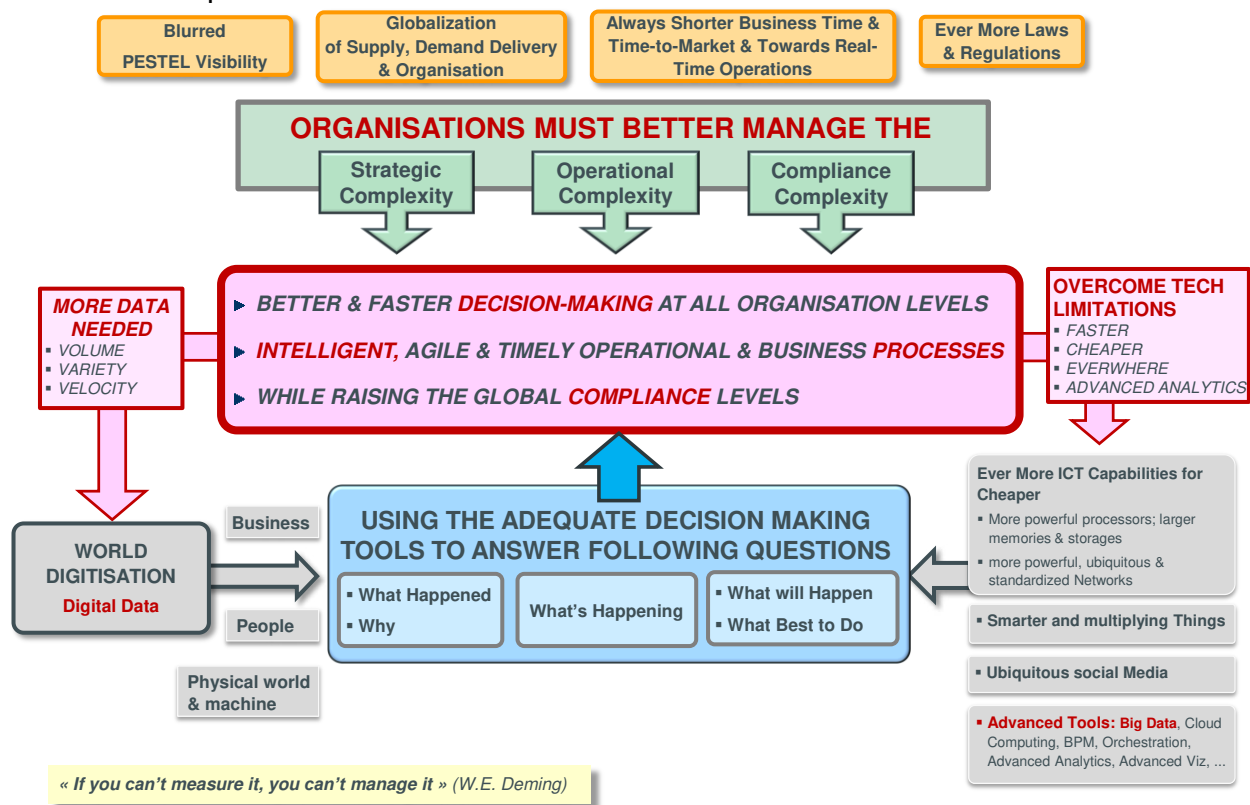 Blurred
PESTEL Visibility
Globalization
of Supply, Demand Delivery
& Organisation
Always Shorter Business Time &
Time-to-Market & Towards Real-
Time Operations
Ever More Laws
& Regulations
ORGANISATIONS MUST BETTER MANAGE THE
Strategic
Complexity
Operational
Complexity
Compliance
Complexity
MORE DATA
NEEDED
▪ VOLUME
▪ VARIETY
▪ VELOCITY
► BETTER & FASTER DECISION-MAKING AT ALL ORGANISATION LEVELS
► INTELLIGENT, AGILE & TIMELY OPERATIONAL & BUSINESS PROCESSES
► WHILE RAISING THE GLOBAL COMPLIANCE LEVELS
OVERCOME TECH
LIMITATIONS
▪ FASTER
▪ CHEAPER
▪ EVERWHERE
▪ ADVANCED ANALYTICS
WORLD
DIGITISATION
Digital Data
Business
People
Physical world
& machine
USING THE ADEQUATE DECISION MAKING
TOOLS TO ANSWER FOLLOWING QUESTIONS
▪ What Happened
▪ Why
What's Happening
▪ What will Happen
▪ What Best to Do
Ever More ICT Capabilities for
Cheaper
▪ More powerful processors; larger
memories & storages
▪ more powerful, ubiquitous &
standardized Networks
▪ Smarter and multiplying Things
▪ Ubiquitous social Media
▪ Advanced Tools: Big Data, Cloud
Computing, BPM, Orchestration,
Advanced Analytics, Advanced Viz, ...
« If you can't measure it, you can't manage it » (W.E. Deming)